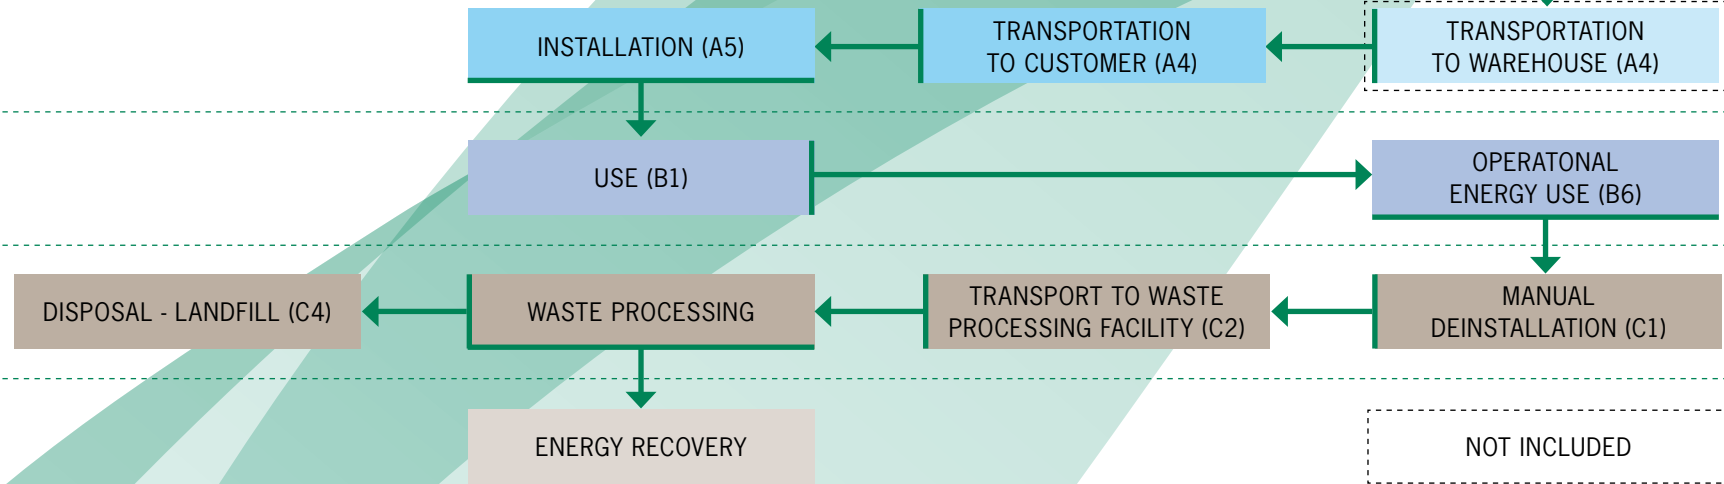 INSTALLATION (A5)
TRANSPORTATION
TO CUSTOMER (A4)
TRANSPORTATION
TO WAREHOUSE (A4)
USE (B1)
OPERATONAL
ENERGY USE (B6)
DISPOSAL - LANDFILL (C4)
WASTE PROCESSING
TRANSPORT TO WASTE
PROCESSING FACILITY (C2)
MANUAL
DEINSTALLATION (C1)
ENERGY RECOVERY
NOT INCLUDED